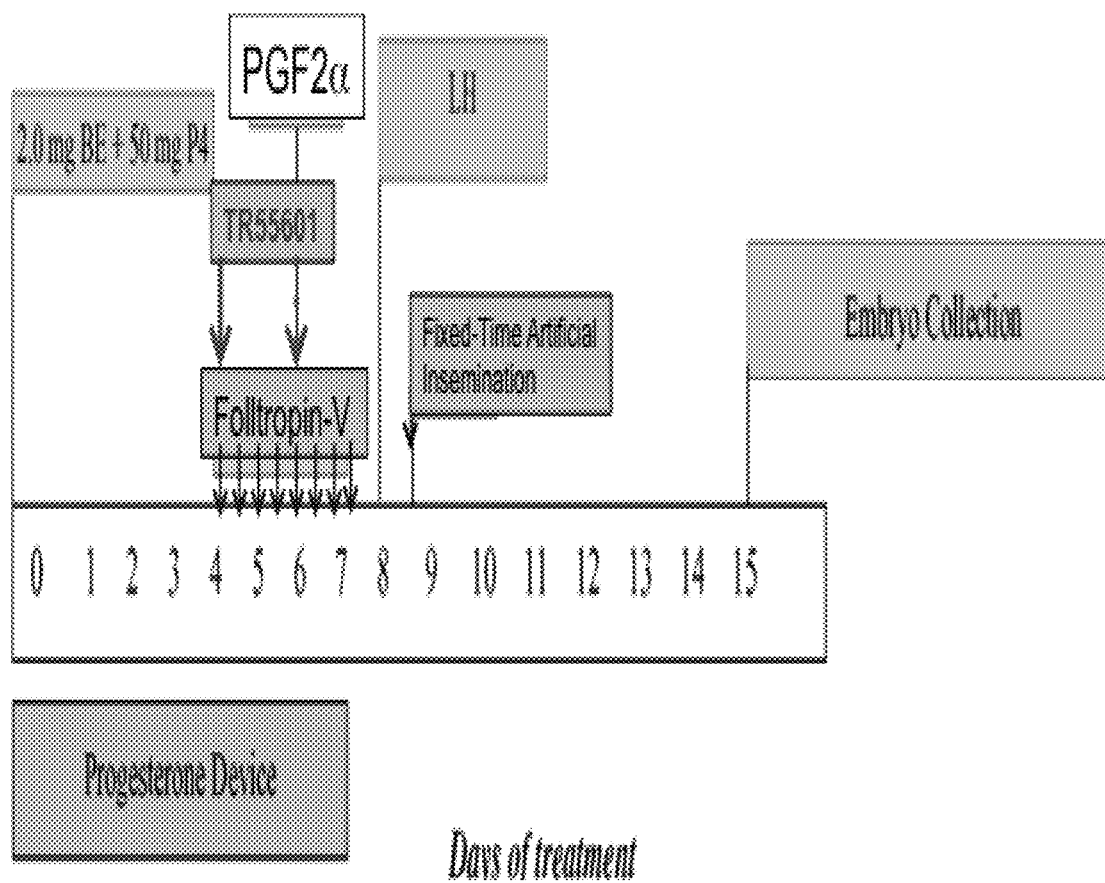 PGF2α
LH
2.0 mg BE + 50 mg P4
TR55601
Embryo Collection
Fixed-Time Artificial
Insemination
Folltropin-V
0 1 2 3 4 5 6 7 8 9 10 11 12 13 14 15
Progesterone Device
Days of treatment